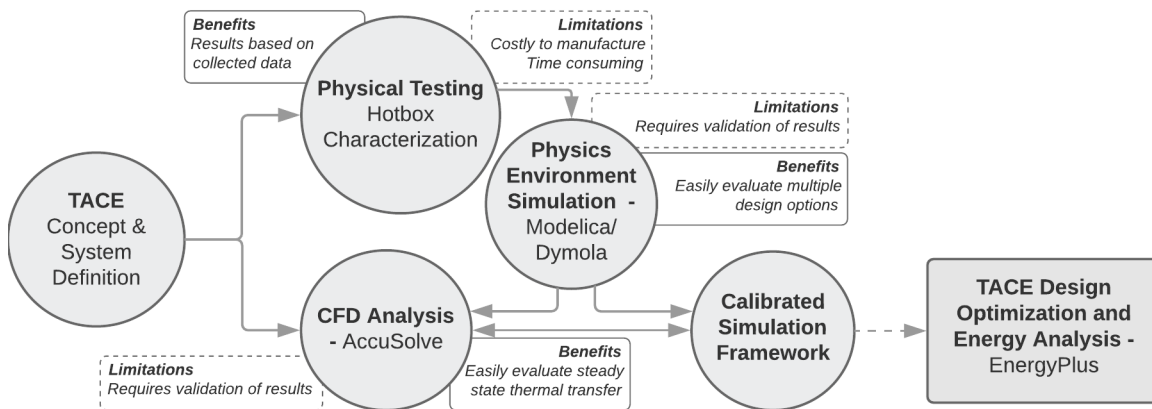 Benefits
Results based on
collected data
Limitations
Costly to manufacture
Time consuming
Physical Testing
Hotbox
Characterization
Limitations
Requires validation of results
Physics
Environment
Simulation -
Modelica/
Dymola
Benefits
Easily evaluate multiple
design options
TACE
Concept &
System
Definition
CFD Analysis
- AccuSolve
Limitations
Requires validation of results
Benefits
Easily evaluate steady
state thermal transfer
Calibrated
Simulation
Framework
TACE Design
Optimization and
Energy Analysis -
EnergyPlus